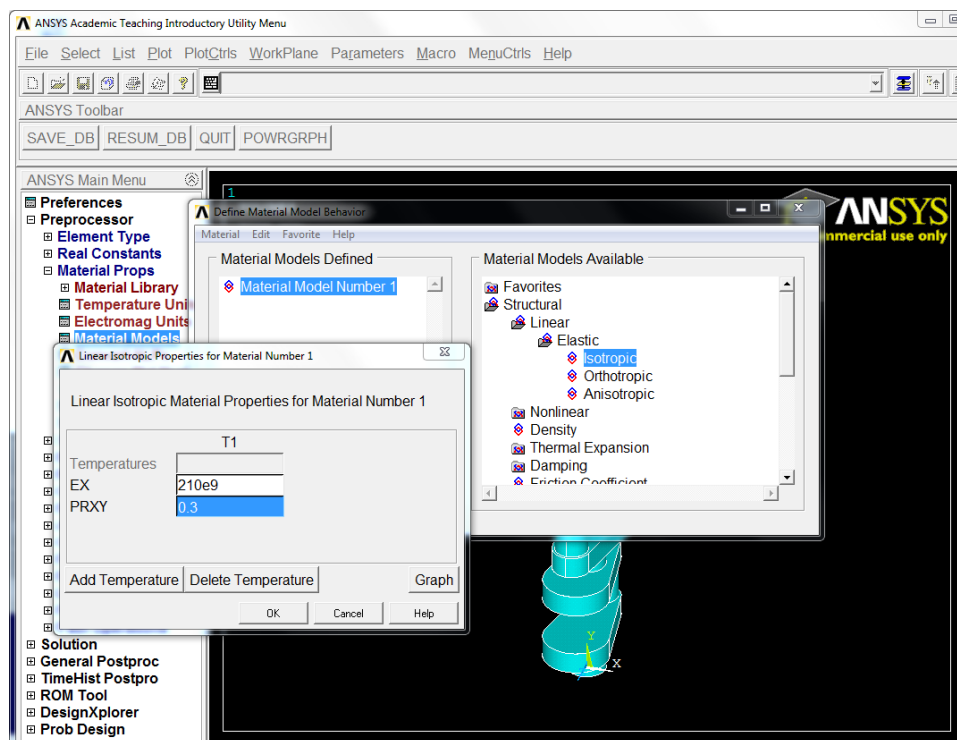 ANSYS Academic Teaching Introductory Utility Menu
File Select List Plot PlotCtrls WorkPlane Parameters Macro MenuCtrls Help
ANSYS Toolbar
SAVE_DB RESUM_DB QUIT POWRGRPH
ANSYS Main Menu
Preferences
Preprocessor
Element Type
Real Constants
Material Props
Material Library
Temperature Uni
Electromag Units
Material Models
Solution
General Postproc
TimeHist Postpro
ROM Tool
DesignXplorer
Prob Design
1
ANSYS
mmercial use only
Define Material Model Behavior
Material Edit Favorite Help
Material Models Defined
Material Model Number 1
Material Models Available
Favorites
Structural
Linear
Elastic
Isotropic
Orthotropic
Anisotropic
Nonlinear
Density
Thermal Expansion
Damping
Friction Coefficient
Linear Isotropic Properties for Material Number 1
Linear Isotropic Material Properties for Material Number 1
T1
Temperatures
EX 210e9
PRXY 0.3
Add Temperature Delete Temperature Graph
OK Cancel Help
Y
X